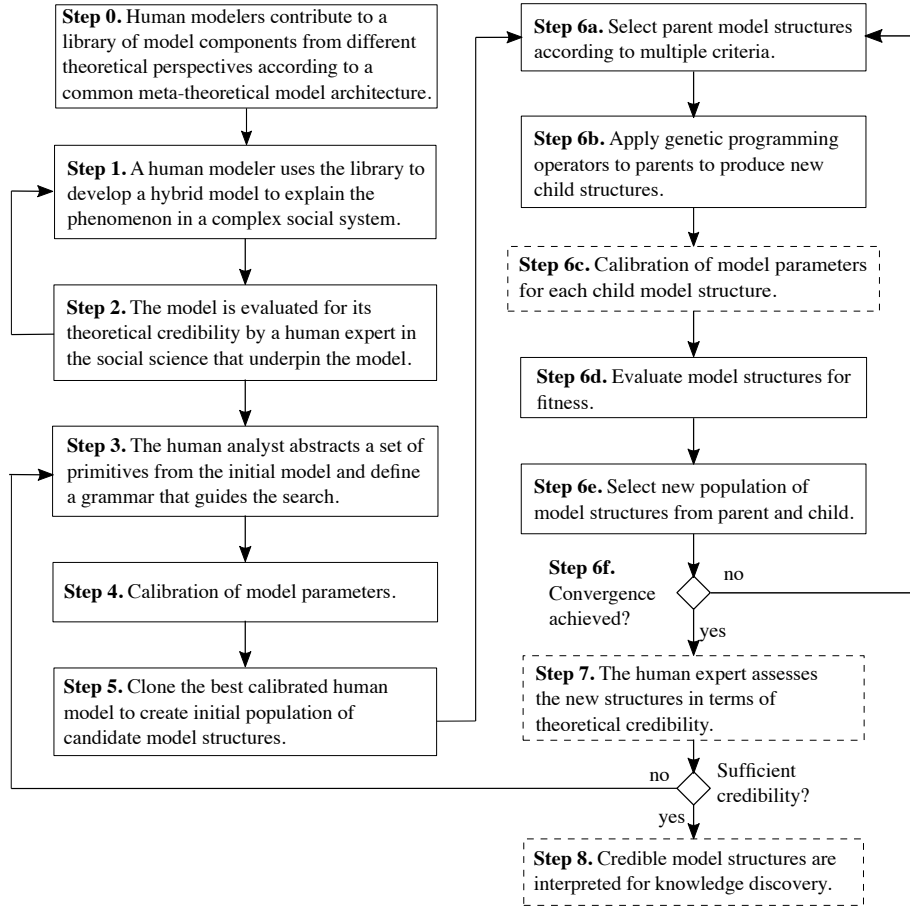 Step 0. Human modelers contribute to a
library of model components from different
theoretical perspectives according to a
common meta-theoretical model architecture.
Step 1. A human modeler uses the library to
develop a hybrid model to explain the
phenomenon in a complex social system.
Step 2. The model is evaluated for its
theoretical credibility by a human expert in
the social science that underpin the model.
Step 3. The human analyst abstracts a set of
primitives from the initial model and define
a grammar that guides the search.
Step 4. Calibration of model parameters.
Step 5. Clone the best calibrated human
model to create initial population of
candidate model structures.
Step 6a. Select parent model structures
according to multiple criteria.
Step 6b. Apply genetic programming
operators to parents to produce new
child structures.
Step 6c. Calibration of model parameters
for each child model structure.
Step 6d. Evaluate model structures for
fitness.
Step 6e. Select new population of
model structures from parent and child.
Step 6f.
Convergence
achieved?
no
yes
Step 7. The human expert assesses
the new structures in terms of
theoretical credibility.
no
Sufficient
credibility?
yes
Step 8. Credible model structures are
interpreted for knowledge discovery.